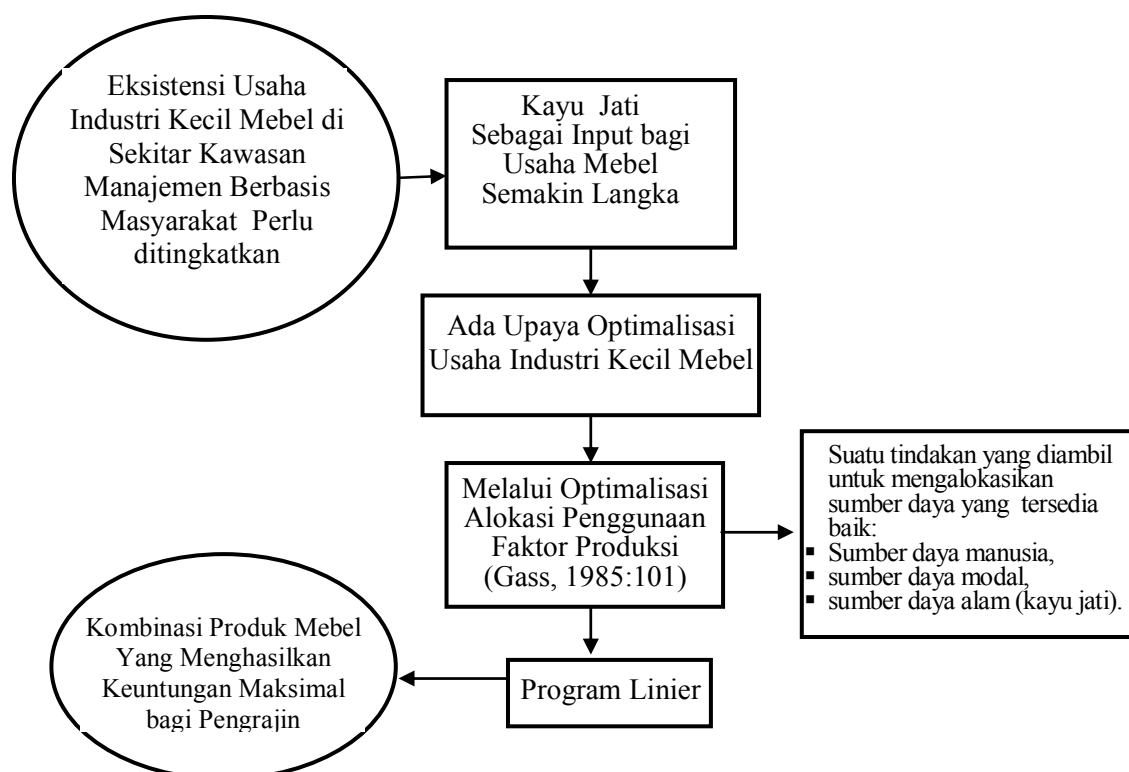 Eksistensi Usaha
Industri Kecil Mebel di
Sekitar Kawasan
Manajemen Berbasis
Masyarakat Perlu
ditingkatkan
Kayu Jati
Sebagai Input bagi
Usaha Mebel
Semakin Langka
Ada Upaya Optimalisasi
Usaha Industri Kecil Mebel
Melalui Optimalisasi
Alokasi Penggunaan
Faktor Produksi
(Gass, 1985:101)
Suatu tindakan yang diambil
untuk mengalokasikan
sumber daya yang tersedia
baik:
▪ Sumber daya manusia,
▪ sumber daya modal,
▪ sumber daya alam (kayu jati).
Program Linier
Kombinasi Produk Mebel
Yang Menghasilkan
Keuntungan Maksimal
bagi Pengrajin